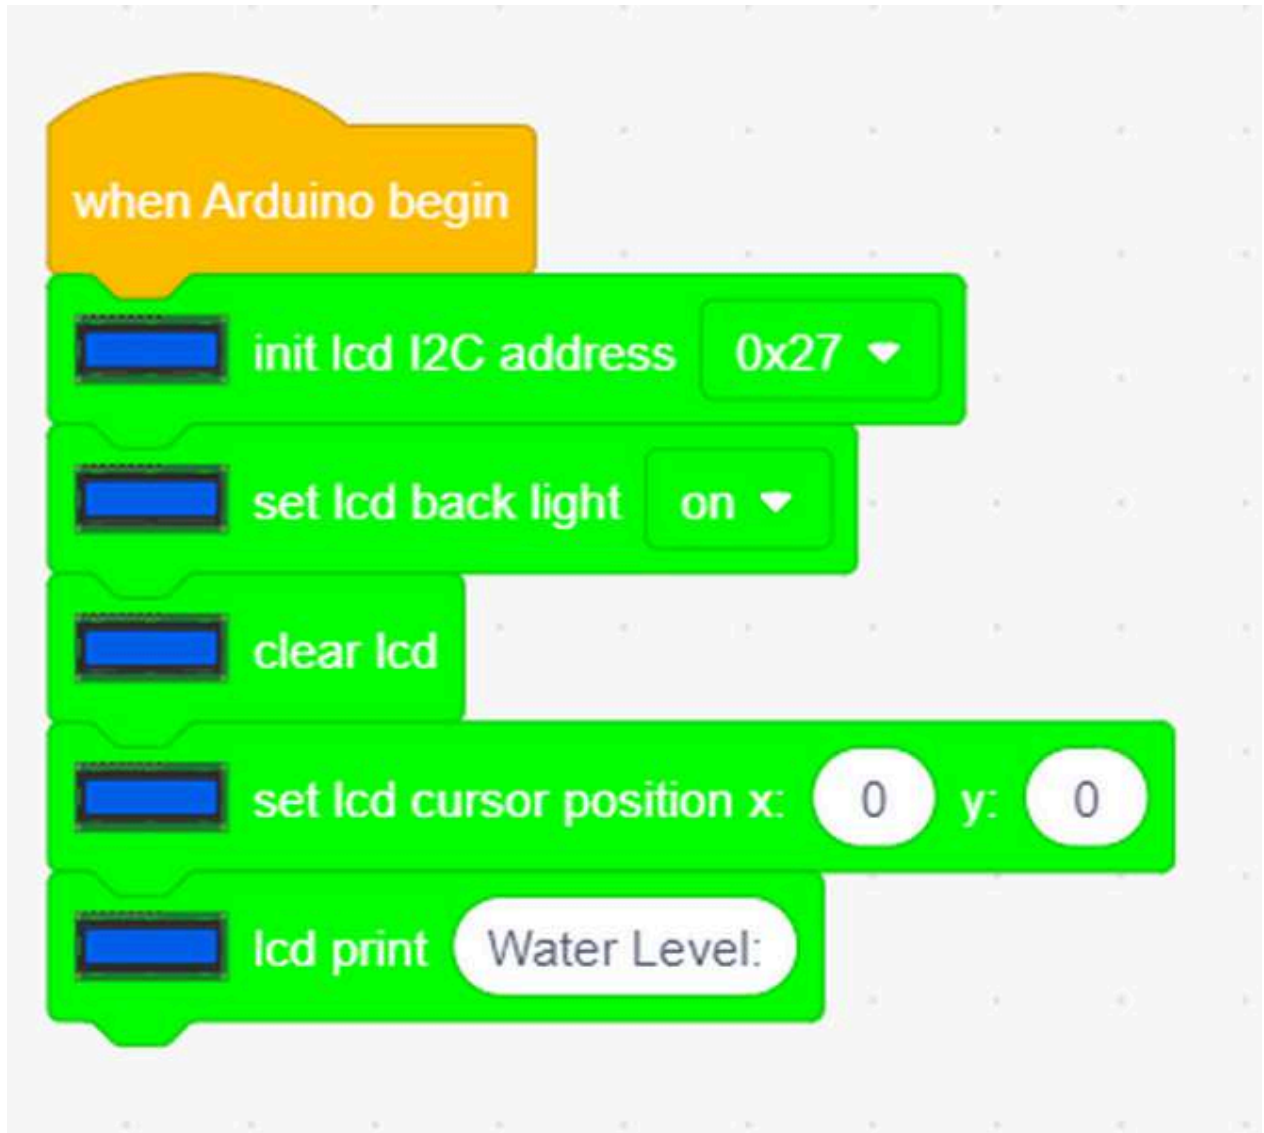 when Arduino begin
init lcd I2C address 0x27
set lcd back light on
clear lcd
set lcd cursor position x: 0 y: 0
lcd print Water Level: